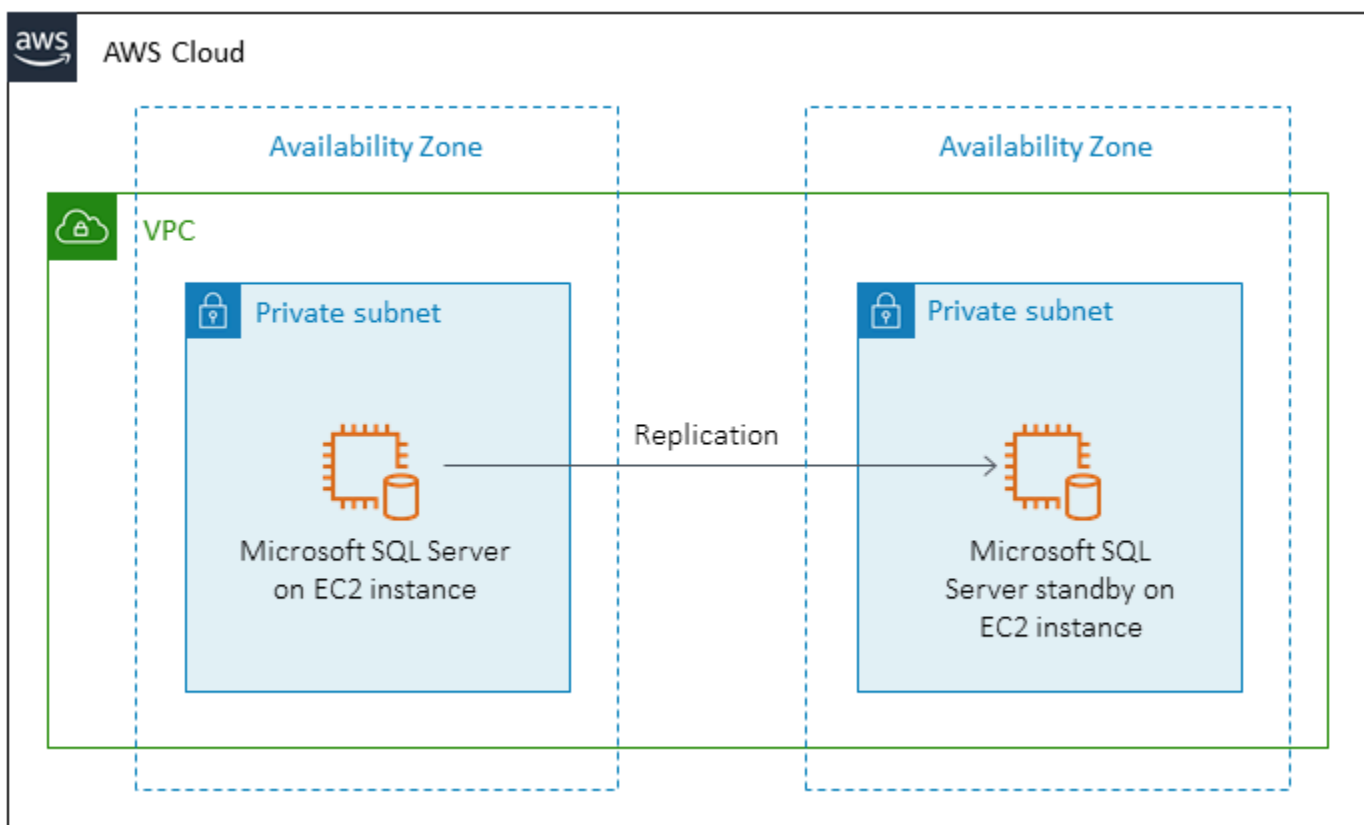 aws
AWS Cloud
Availability Zone
Availability Zone
VPC
Private subnet
Private subnet
Replication
Microsoft SQL Server
on EC2 instance
Microsoft SQL
Server standby on
EC2 instance